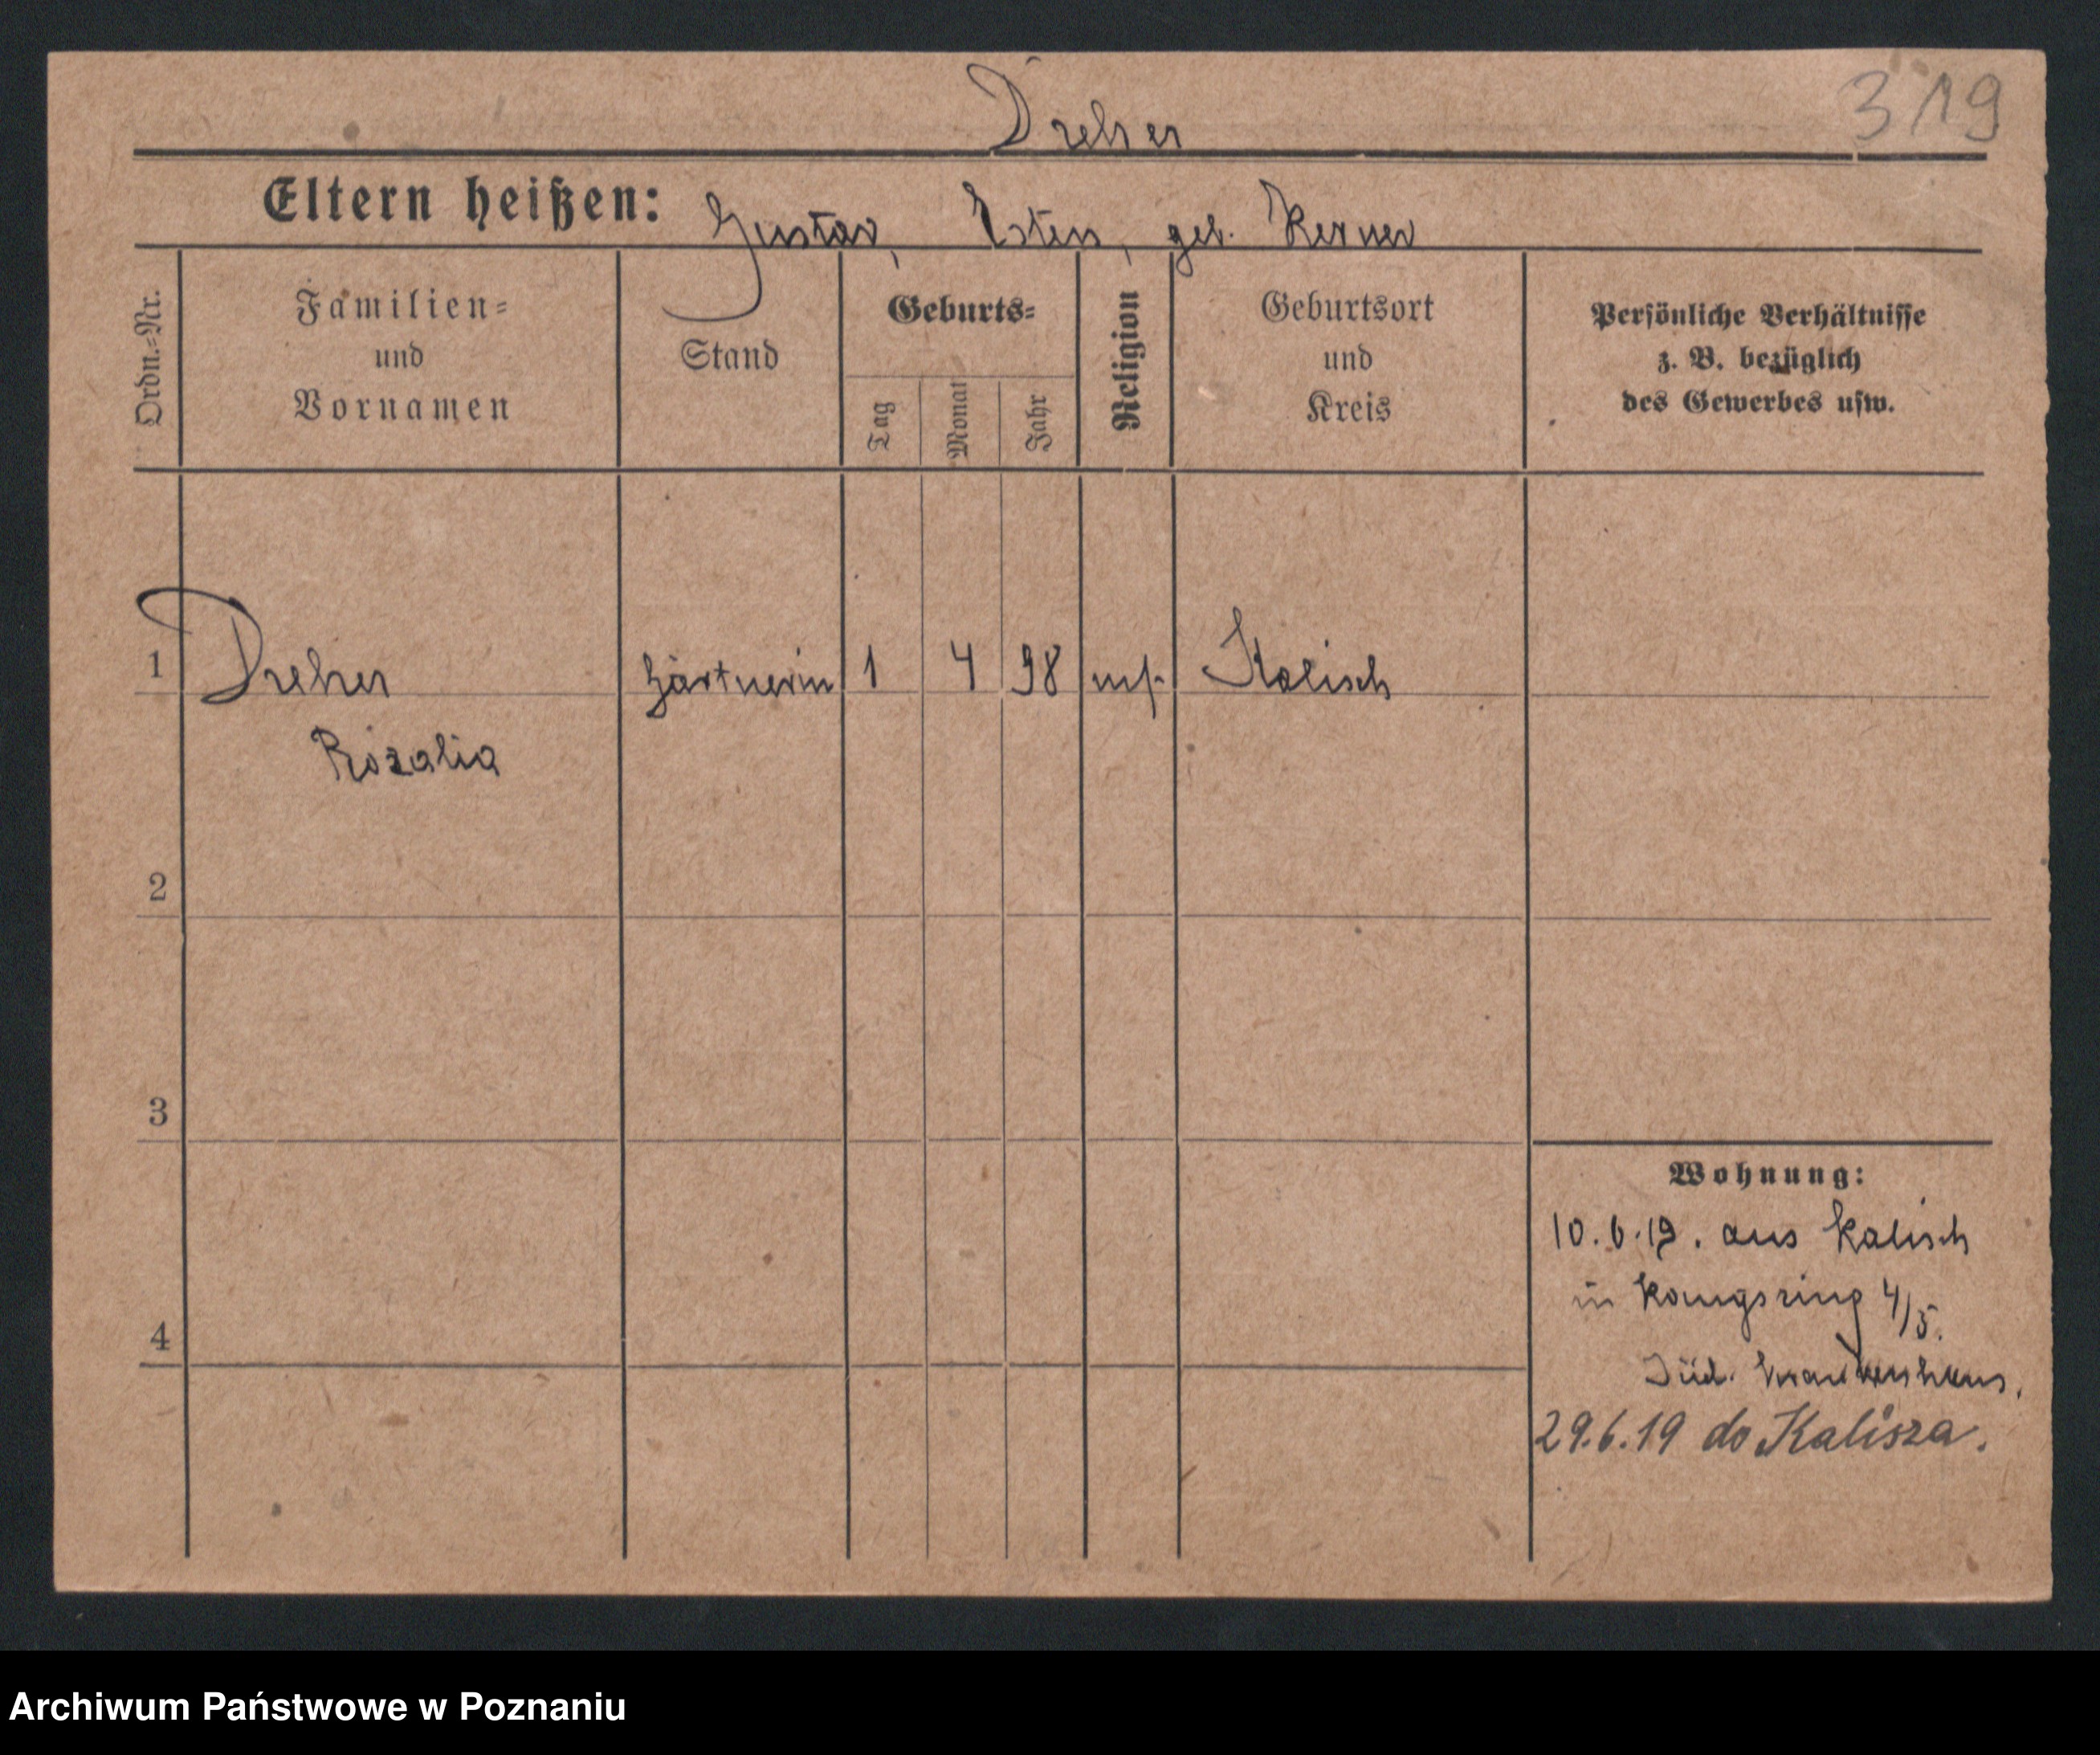 319
Dreher
Eltern heißen: Gustav, Ester, geb. Kerner
Ordn.-Nr.
Familien-
und
Vornamen
Stand
Geburts-
Tag
Monat
Jahr
Religion
Geburtsort
und
Kreis
Persönliche Verhältnisse
z. B. bezüglich
des Gewerbes usw.
1 Dreher Gärtnerin 1 4 98 Kalisch
Rozalia
2
3
4
Wohnung:
10.6.19. aus Kalisch
in Königsring 4/5.
Jüd. Krankenhaus.
29.6.19 do Kalisza.
Archiwum Państwowe w Poznaniu